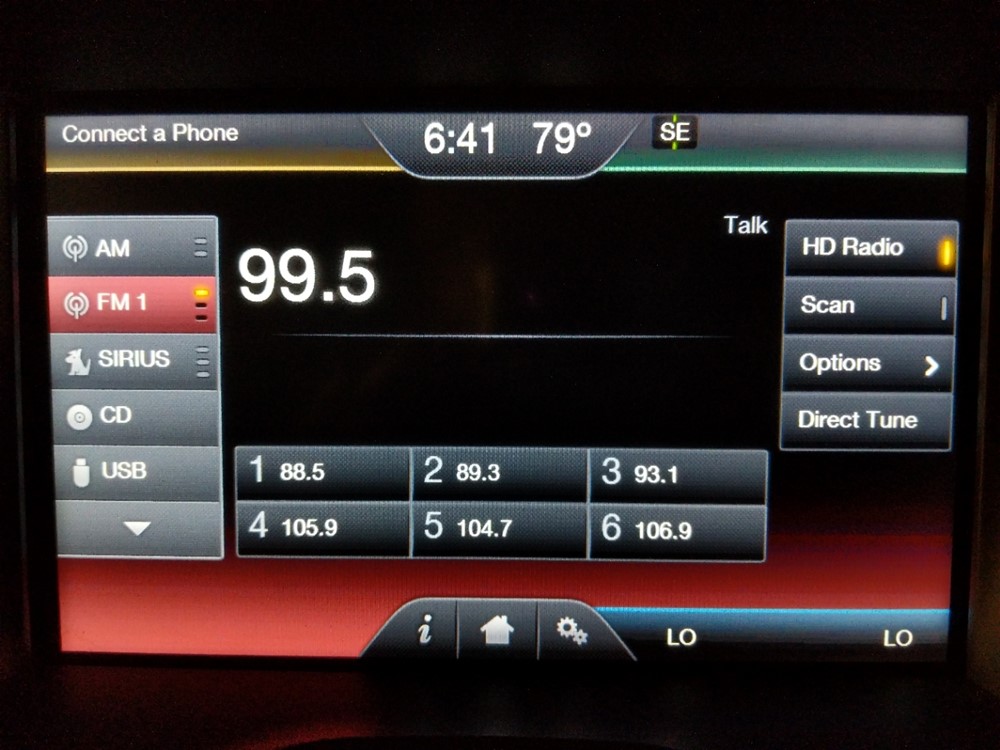 Connect a Phone
6:41 79º SE
Talk
99.5
AM
FM 1
SIRIUS
CD
USB
HD Radio
Scan
Options
Direct Tune
1 88.5
2 89.3
3 93.1
4 105.9
5 104.7
6 106.9
i
LO
LO